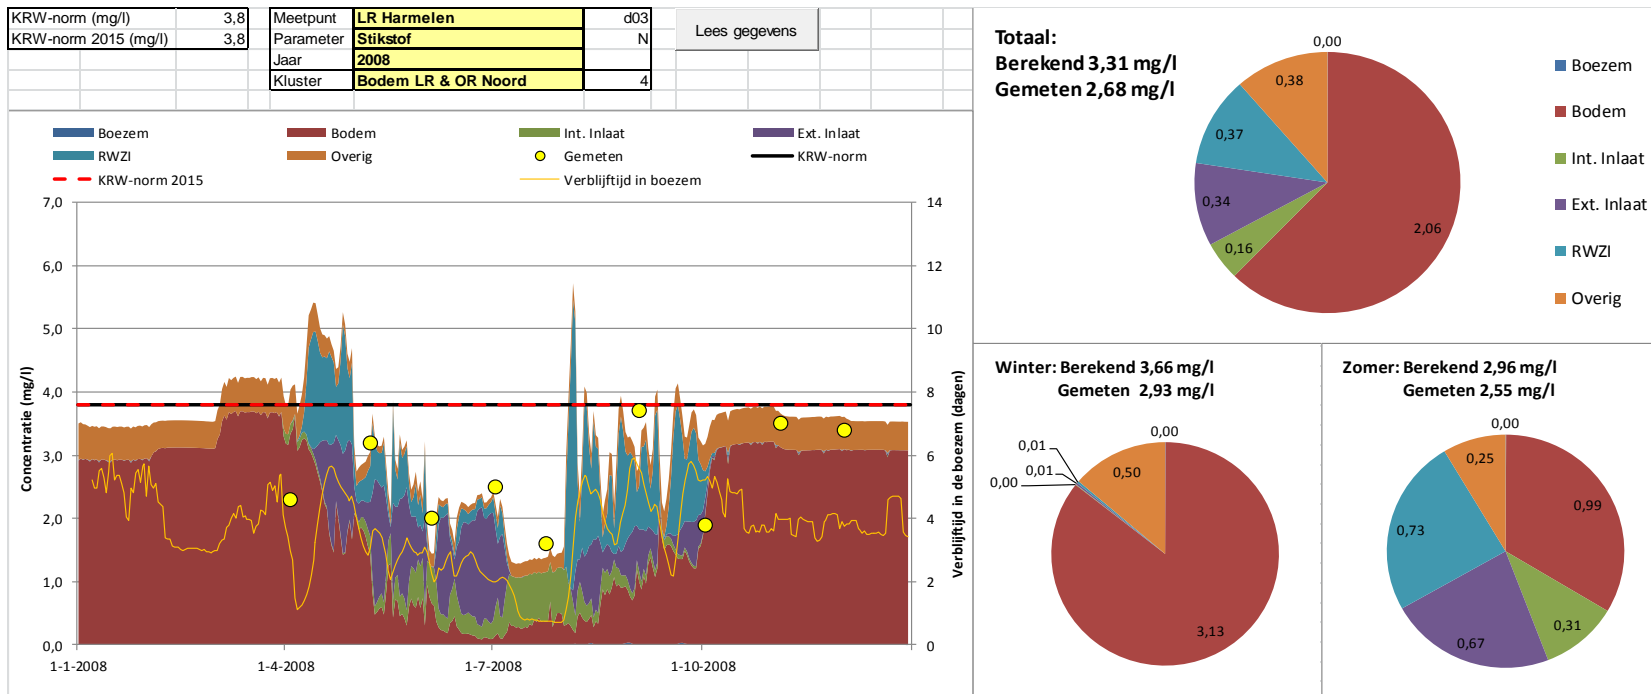 KRW-norm (mg/l) 3,8
KRW-norm 2015 (mg/l) 3,8
Meetpunt LR Harmelen d03
Parameter Stikstof N
Jaar 2008
Kluster Bodem LR & OR Noord 4
Lees gegevens
Boezem Bodem Int. Inlaat Ext. Inlaat
RWZI Overig Gemeten KRW-norm
KRW-norm 2015 Verblijftijd in boezem
Concentratie (mg/l)
7,0
6,0
5,0
4,0
3,0
2,0
1,0
0,0
14
12
10
8
6
4
2
0
Verblijftijd in de boezem (dagen)
1-1-2008 1-4-2008 1-7-2008 1-10-2008
Totaal:
Berekend 3,31 mg/l
Gemeten 2,68 mg/l
0,00
0,38
0,37
0,34
0,16
2,06
Boezem
Bodem
Int. Inlaat
Ext. Inlaat
RWZI
Overig
Winter: Berekend 3,66 mg/l
Gemeten 2,93 mg/l
0,00
0,01
0,01
0,00
0,50
3,13
Zomer: Berekend 2,96 mg/l
Gemeten 2,55 mg/l
0,00
0,25
0,99
0,73
0,31
0,67